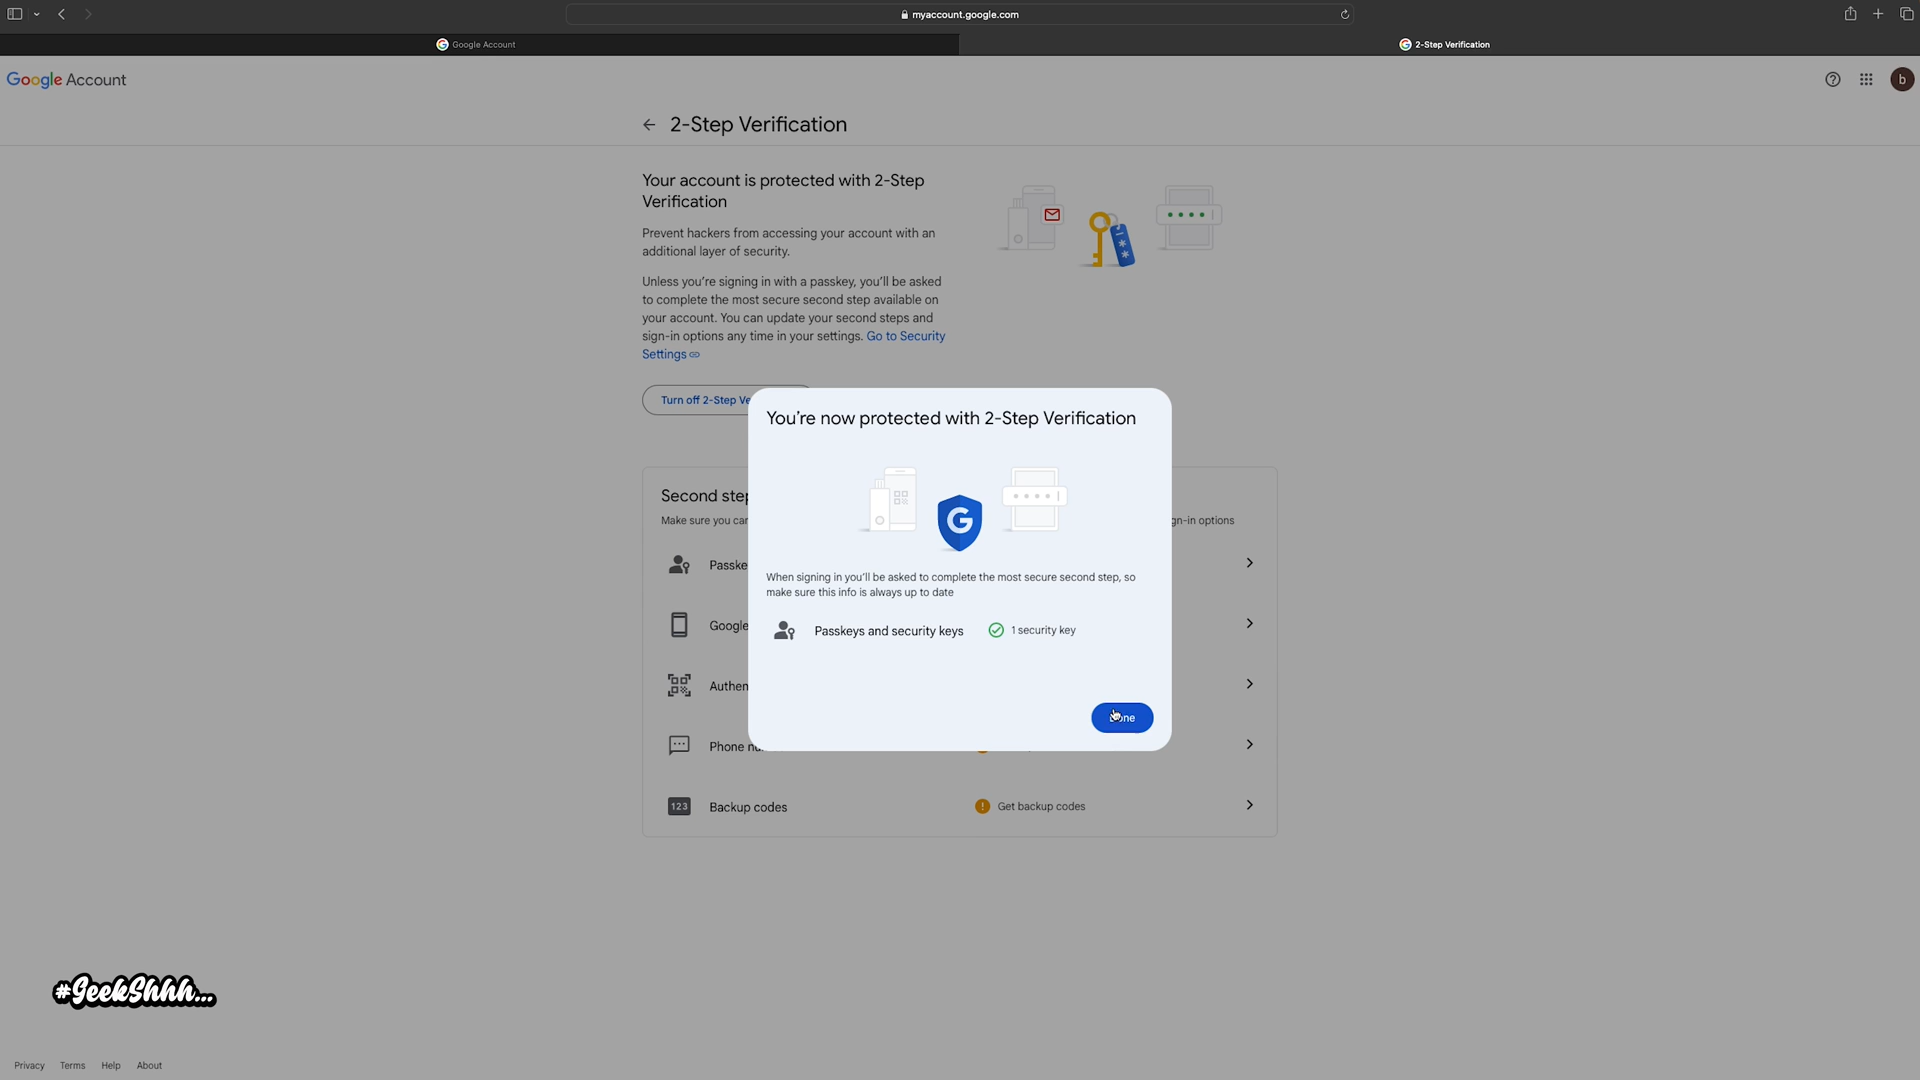 myaccount.google.com
Google Account
2-Step Verification
Google Account
b
2-Step Verification
Your account is protected with 2-Step
Verification
Prevent hackers from accessing your account with an
additional layer of security.
Unless you're signing in with a passkey, you'll be asked
to complete the most secure second step available on
your account. You can update your second steps and
sign-in options any time in your settings. Go to Security
Settings
Turn off 2-Step Ve
You're now protected with 2-Step Verification
When signing in you'll be asked to complete the most secure second step, so
make sure this info is always up to date
Passkeys and security keys
1 security key
Second step
Make sure you can
gn-in options
Passke
Google
Authen
Phone nu
123
Backup codes
Get backup codes
#GeekShhh...
Privacy
Terms
Help
About